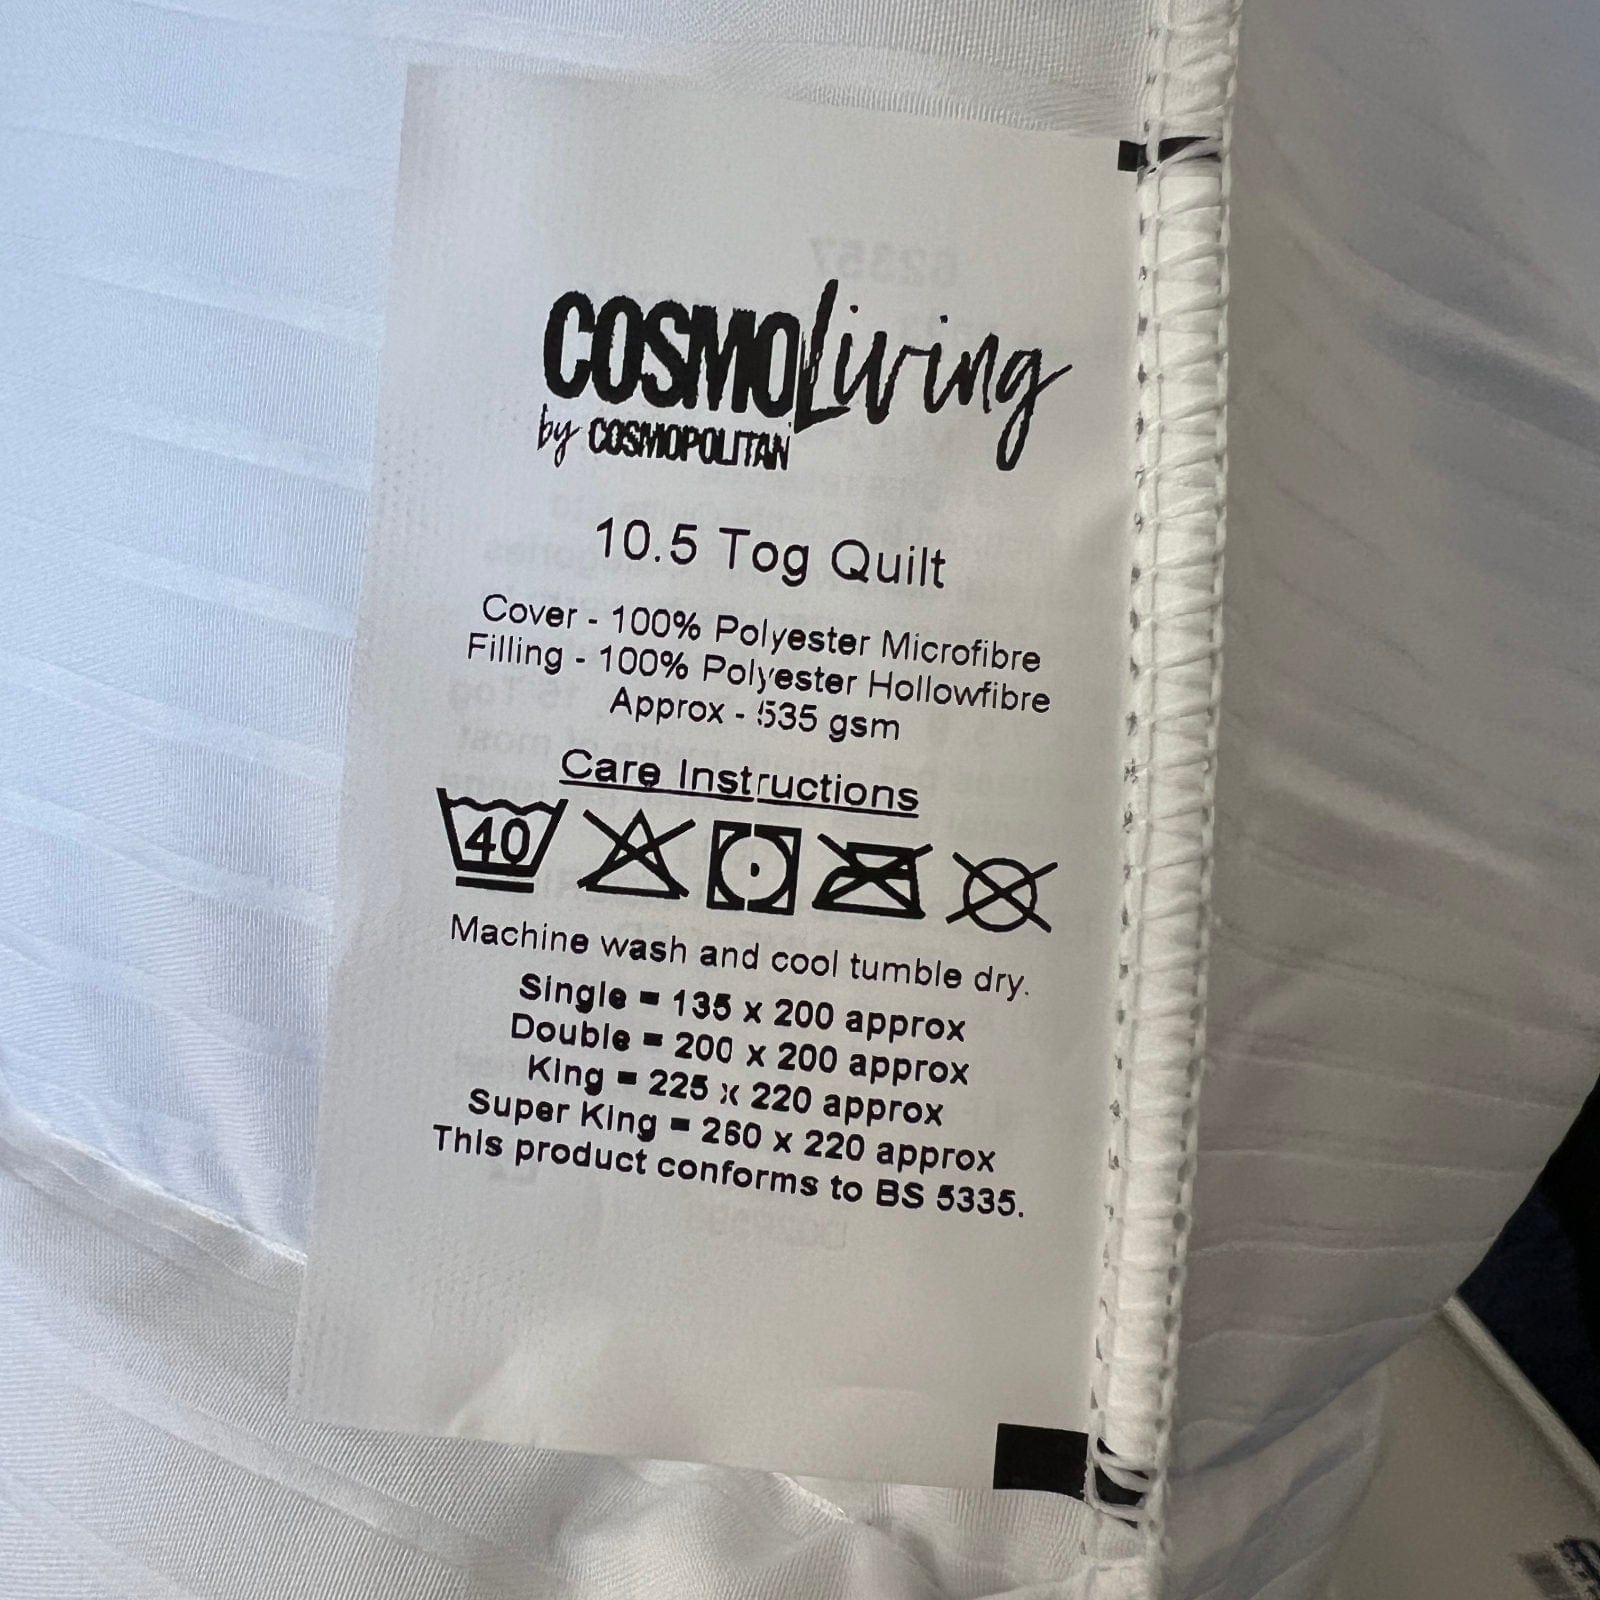 COSMOLiving
by COSMOPOLITAN
10.5 Tog Quilt
Cover - 100% Polyester Microfibre
Filling - 100% Polyester Hollowfibre
Approx - 535 gsm
Care Instructions
40
Machine wash and cool tumble dry.
Single = 135 x 200 approx
Double = 200 x 200 approx
King = 225 x 220 approx
Super King = 260 x 220 approx
This product conforms to BS 5335.